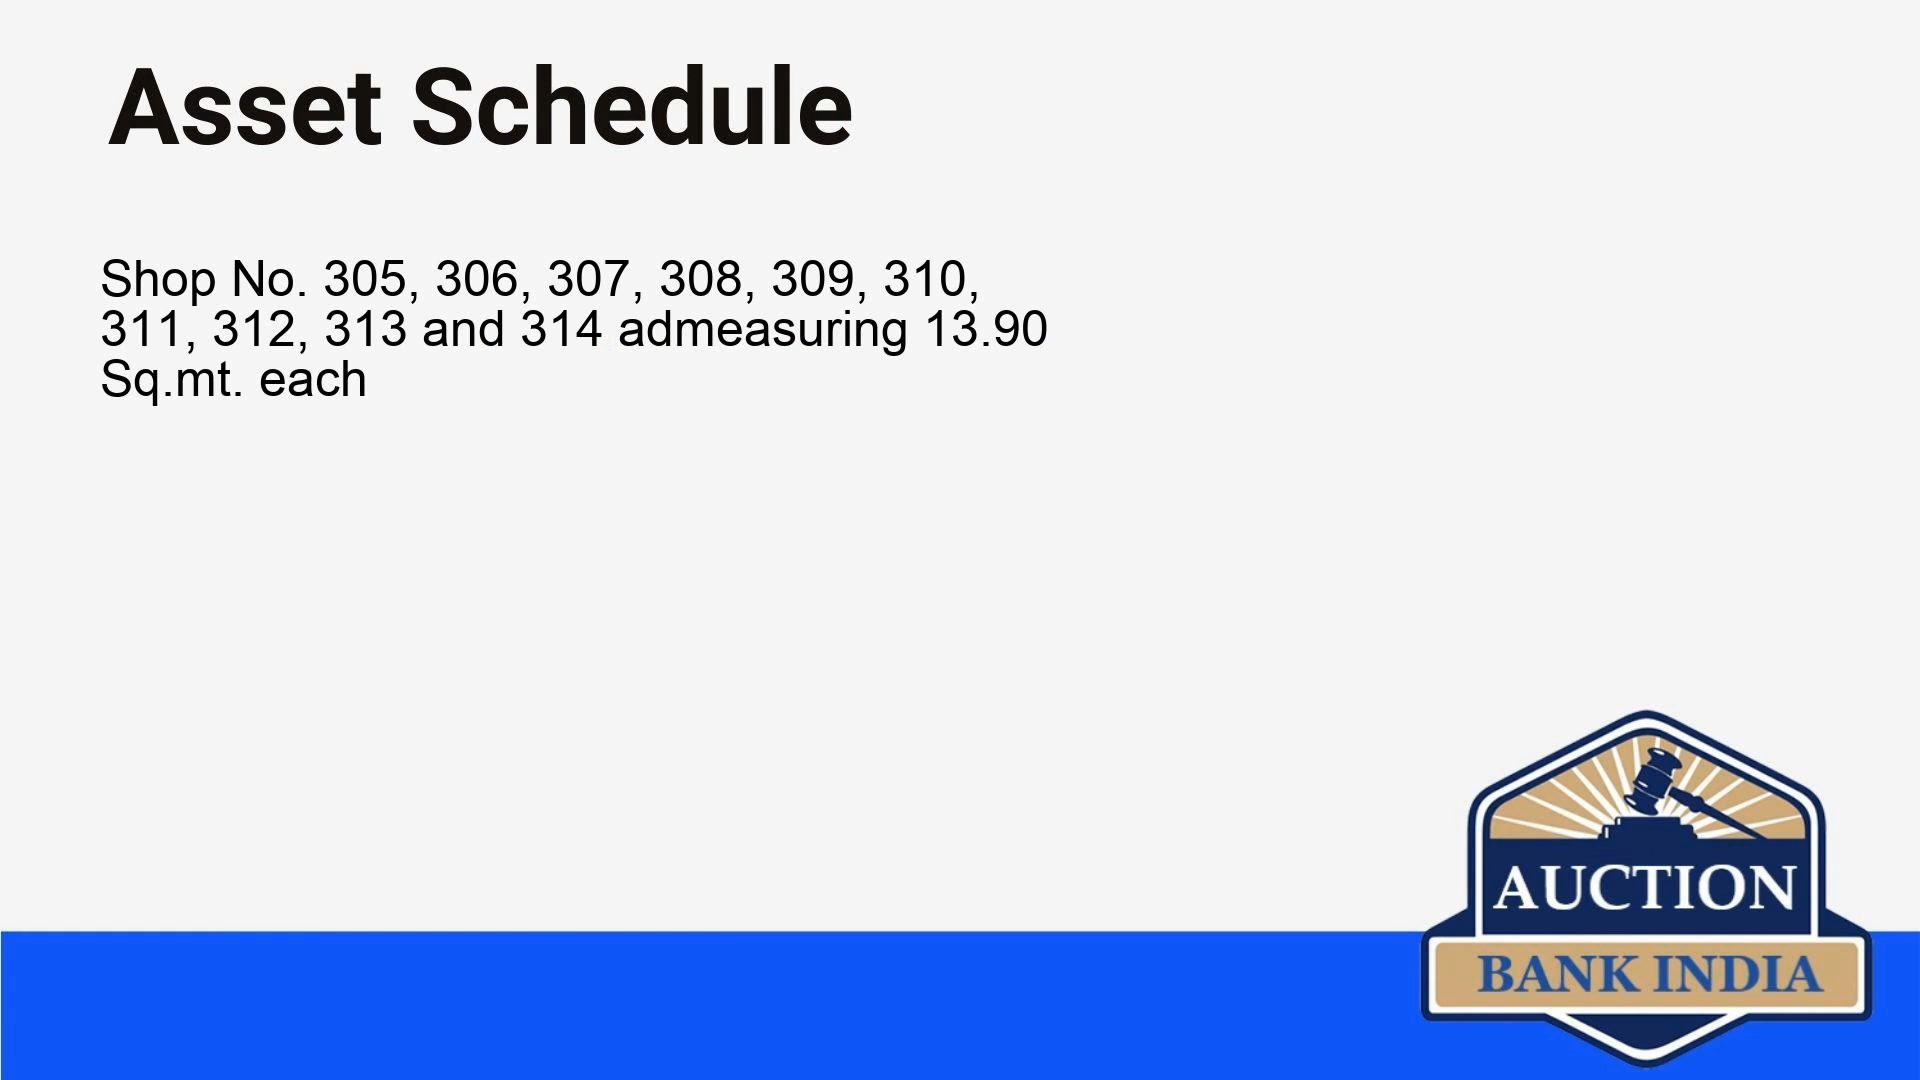 Asset Schedule
Shop No. 305, 306, 307, 308, 309, 310,
311, 312, 313 and 314 admeasuring 13.90
Sq.mt. each
AUCTION
BANK INDIA